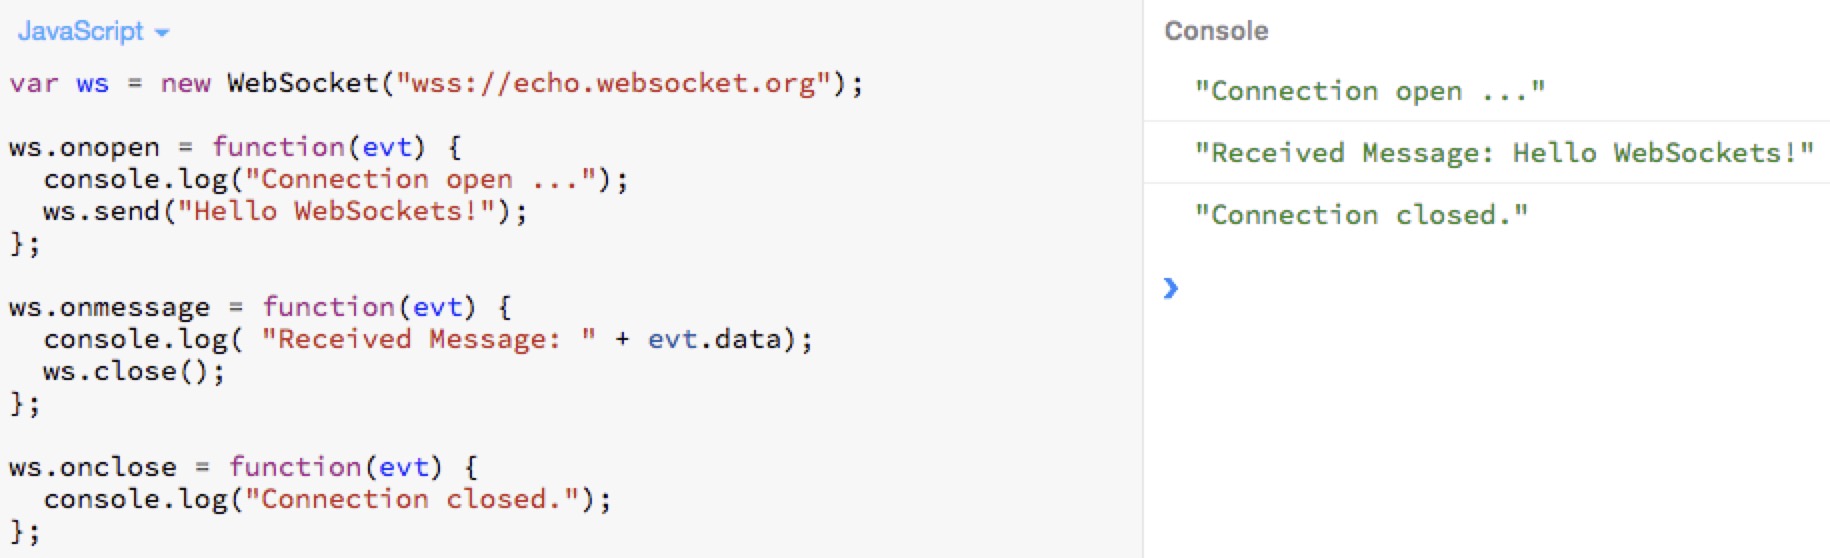 JavaScript
var ws = new WebSocket("wss://echo.websocket.org");
ws.onopen = function(evt) {
  console.log("Connection open ...");
  ws.send("Hello WebSockets!");
};
ws.onmessage = function(evt) {
  console.log( "Received Message: " + evt.data);
  ws.close();
};
ws.onclose = function(evt) {
  console.log("Connection closed.");
};
Console
"Connection open ..."
"Received Message: Hello WebSockets!"
"Connection closed."